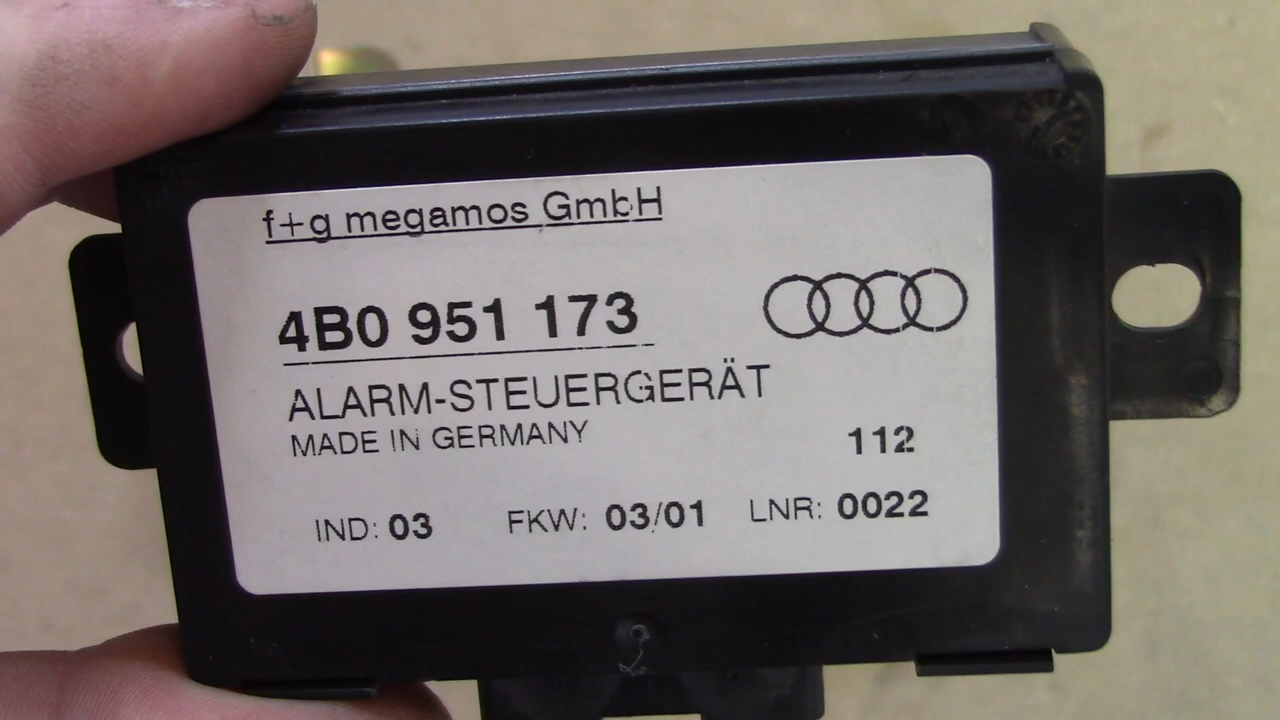 f+g megamos GmbH
4B0 951 173
ALARM-STEUERGERÄT
MADE IN GERMANY
112
IND: 03 FKW: 03/01 LNR: 0022